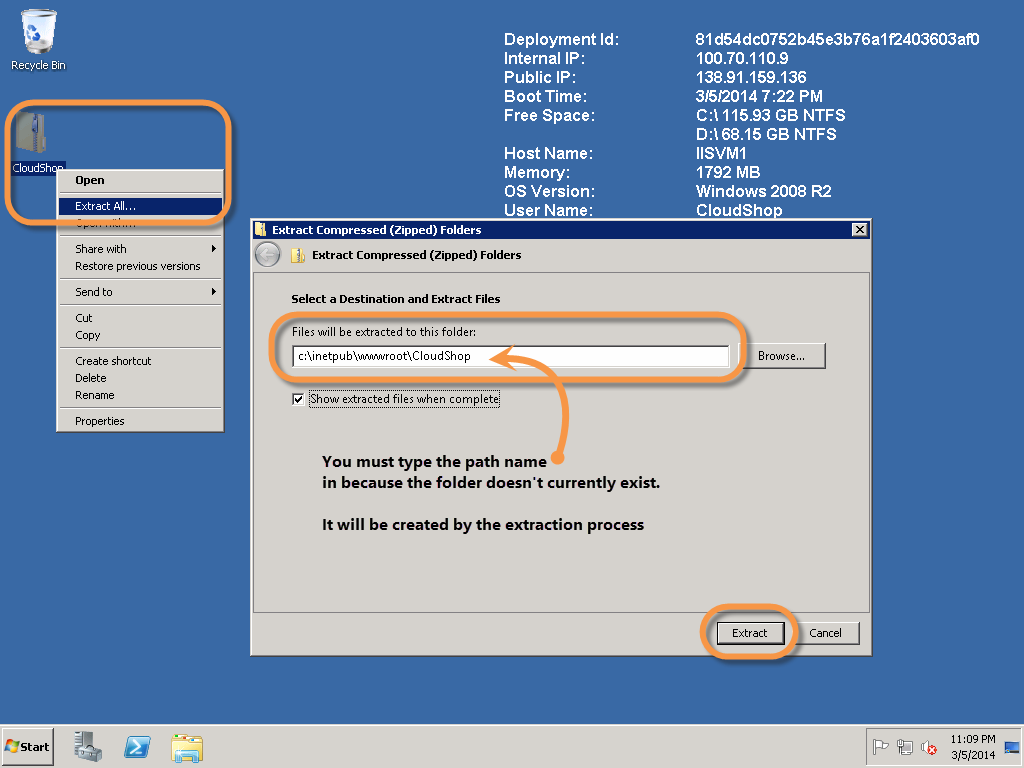 Recycle Bin
Deployment Id: 81d54dc0752b45e3b76a1f2403603af0
Internal IP: 100.70.110.9
Public IP: 138.91.159.136
Boot Time: 3/5/2014 7:22 PM
Free Space: C:\ 115.93 GB NTFS
D:\ 68.15 GB NTFS
Host Name: IISVM1
Memory: 1792 MB
OS Version: Windows 2008 R2
User Name: CloudShop
CloudShop
Open
Extract All...
Open with...
Share with
Restore previous versions
Send to
Cut
Copy
Create shortcut
Delete
Rename
Properties
Extract Compressed (Zipped) Folders
Extract Compressed (Zipped) Folders
Select a Destination and Extract Files
Files will be extracted to this folder:
c:\inetpub\wwwroot\CloudShop
Browse...
Show extracted files when complete
You must type the path name
in because the folder doesn't currently exist.
It will be created by the extraction process
Extract
Cancel
Start
11:09 PM
3/5/2014